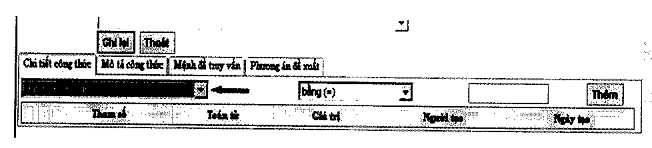 Ghi lại Thoát
Chi tiết công thức Mô tả công thức Mệnh đề truy vấn Phương án đề xuất
bằng (=) Thêm
Tham số Toán tử Giá trị Người tạo Ngày tạo